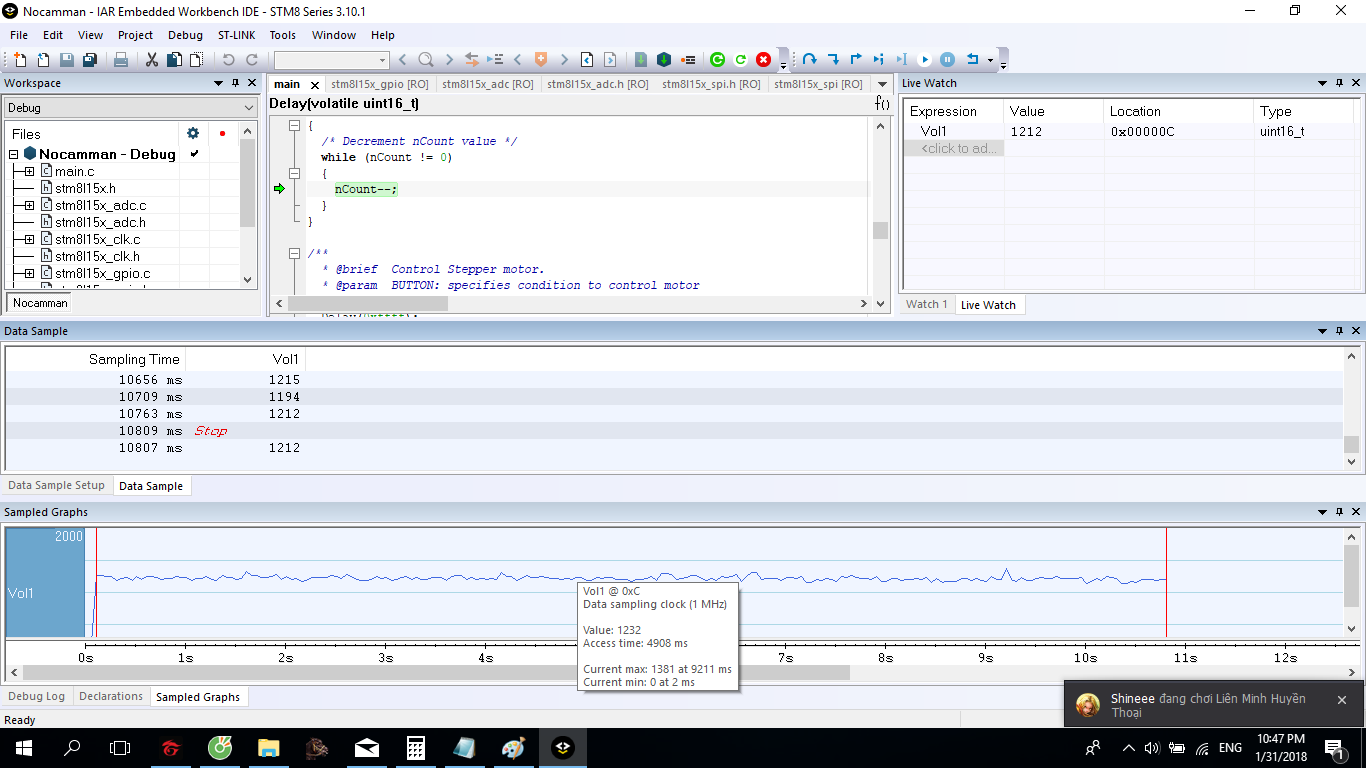 Nocamman - IAR Embedded Workbench IDE - STM8 Series 3.10.1
File Edit View Project Debug ST-LINK Tools Window Help
Workspace
Debug
Files
Nocamman - Debug
main.c
stm8l15x.h
stm8l15x_adc.c
stm8l15x_adc.h
stm8l15x_clk.c
stm8l15x_clk.h
stm8l15x_gpio.c
Nocamman
main stm8l15x_gpio [RO] stm8l15x_adc [RO] stm8l15x_adc.h [RO] stm8l15x_spi.h [RO] stm8l15x_spi [RO]
Delay(volatile uint16_t)
f()
{
/* Decrement nCount value */
while (nCount != 0)
{
nCount--;
}
}
/**
* @brief Control Stepper motor.
* @param BUTTON: specifies condition to control motor
Live Watch
Expression Value Location Type
Vol1 1212 0x00000C uint16_t
<click to ad...
Watch 1 Live Watch
Data Sample
Sampling Time Vol1
10656 ms 1215
10709 ms 1194
10763 ms 1212
10809 ms Stop
10807 ms 1212
Data Sample Setup Data Sample
Sampled Graphs
2000
Vol1
Vol1 @ 0xC
Data sampling clock (1 MHz)
Value: 1232
Access time: 4908 ms
Current max: 1381 at 9211 ms
Current min: 0 at 2 ms
0s 1s 2s 3s 4s 7s 8s 9s 10s 11s 12s
Debug Log Declarations Sampled Graphs
Ready
Shineee đang chơi Liên Minh Huyền
Thoại
ENG
10:47 PM
1/31/2018
1